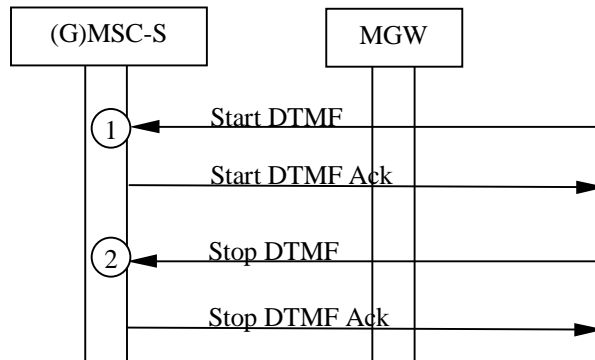 (G)MSC-S
MGW
1
Start DTMF
Start DTMF Ack
2
Stop DTMF
Stop DTMF Ack